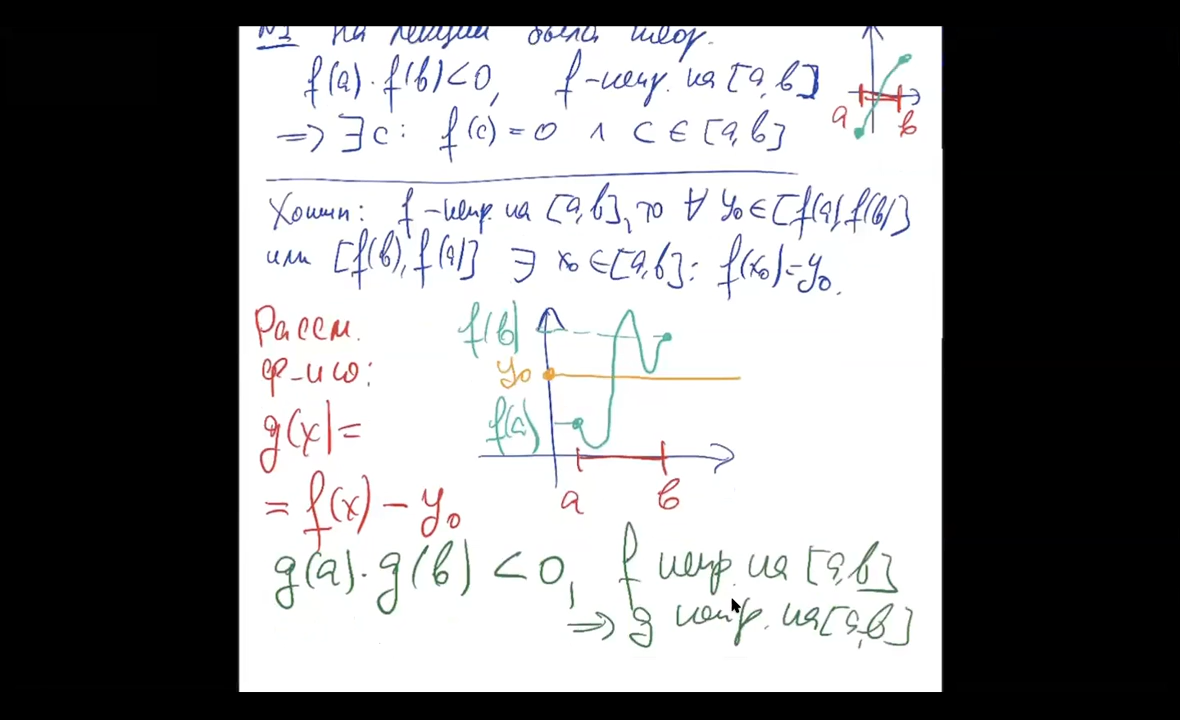 №1 На лекции была теор.
f(a)·f(b)<0, f-непр. на [a,b]
a b
=> ∃c: f(c)=0 ∧ c∈[a,b]
Хотим: f-непр. на [a,b], то ∀ y₀∈[f(a),f(b)]
или [f(b),f(a)] ∃ x₀∈[a,b]: f(x₀)=y₀.
Рассм.
ф-ию:
g(x)=
= f(x) - y₀
f(b)
y₀
f(a)
a b
g(a)·g(b) < 0, f непр. на [a,b]
=> g непр. на [a,b]